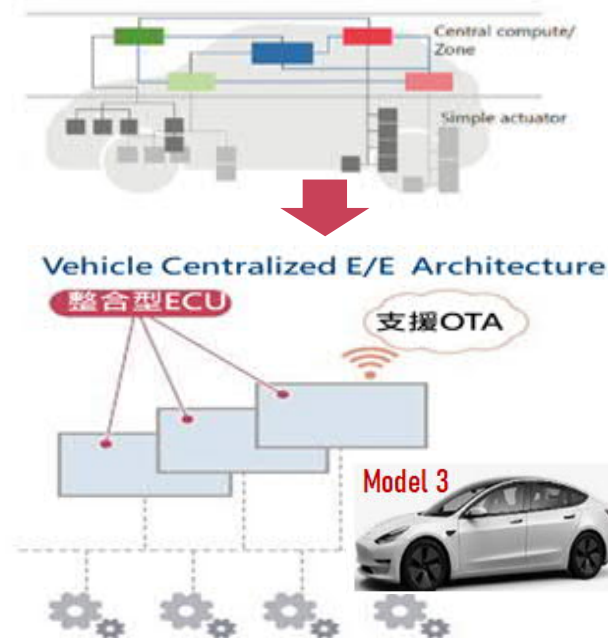 Central compute/
Zone
Simple actuator
Vehicle Centralized E/E Architecture
整合型ECU
支援OTA
Model 3